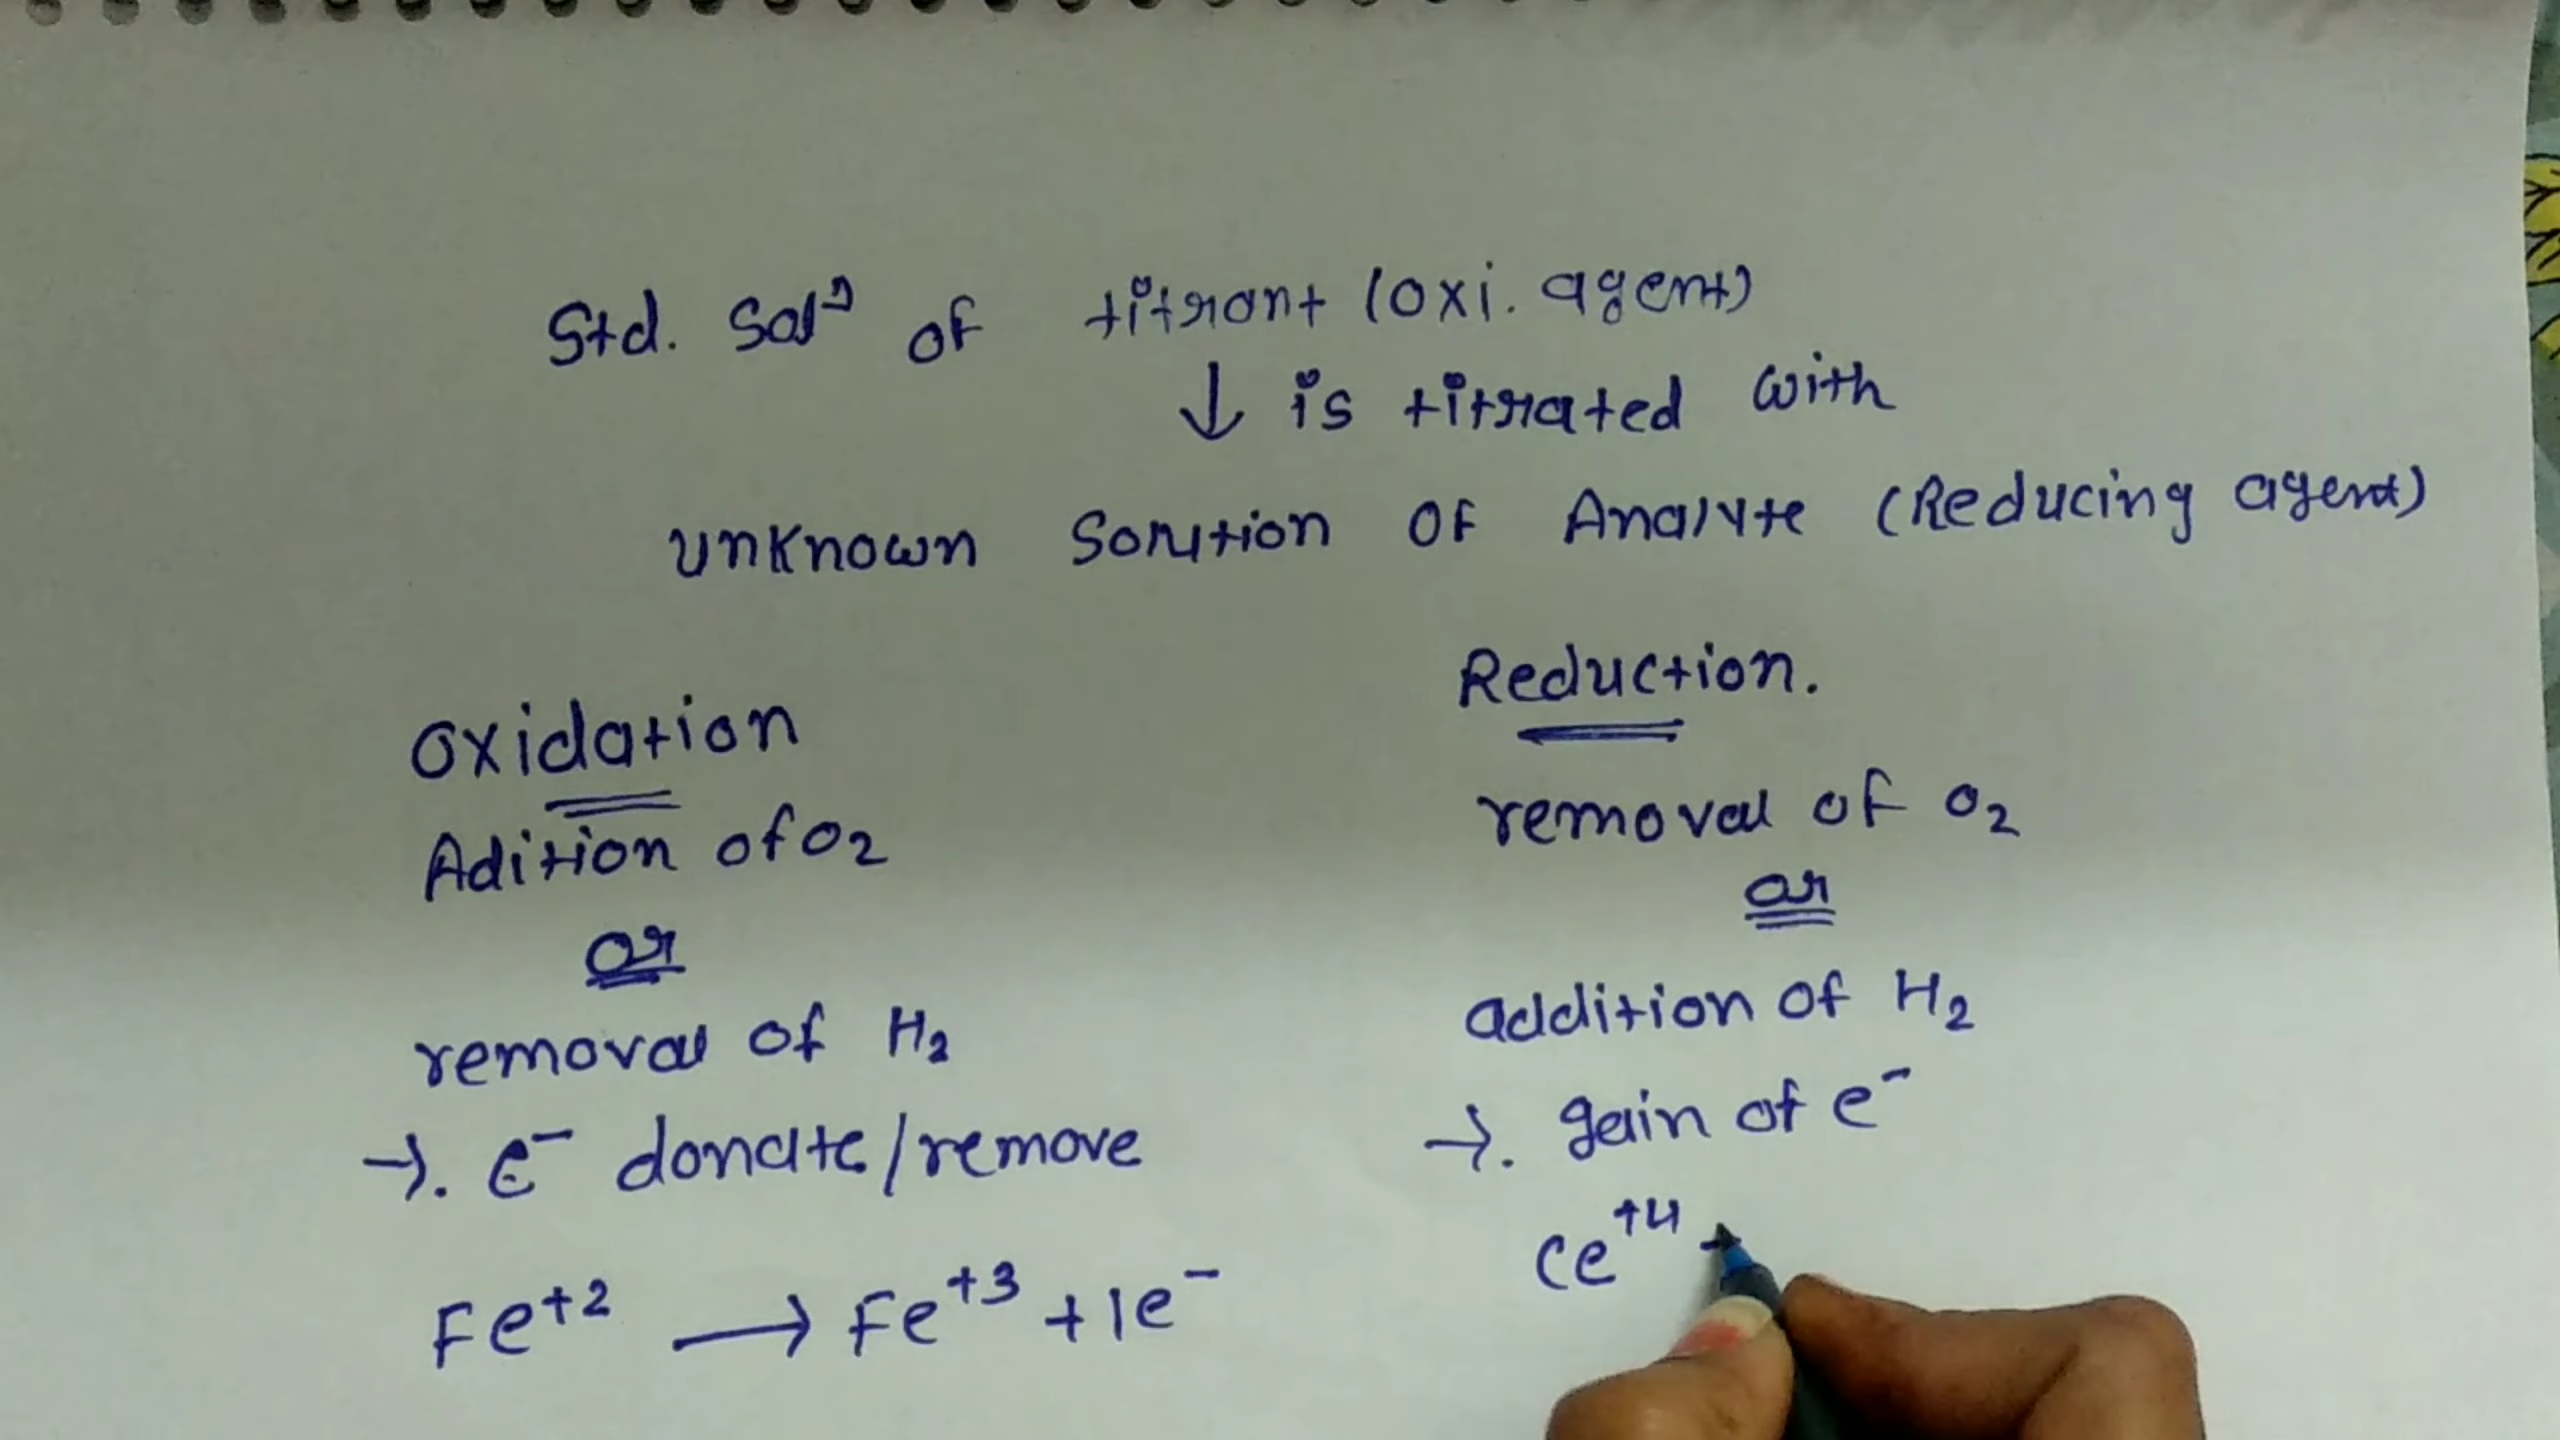 Std. Solⁿ of titrant (oxi. agent)
↓ is titrated with
unknown Solution of Analyte (Reducing agent)
Oxidation
Adition of O₂
or
removal of H₂
→. e⁻ donate/remove
Fe⁺² → Fe⁺³ + 1e⁻
Reduction.
removal of O₂
or
addition of H₂
→. gain of e⁻
Ce⁺⁴